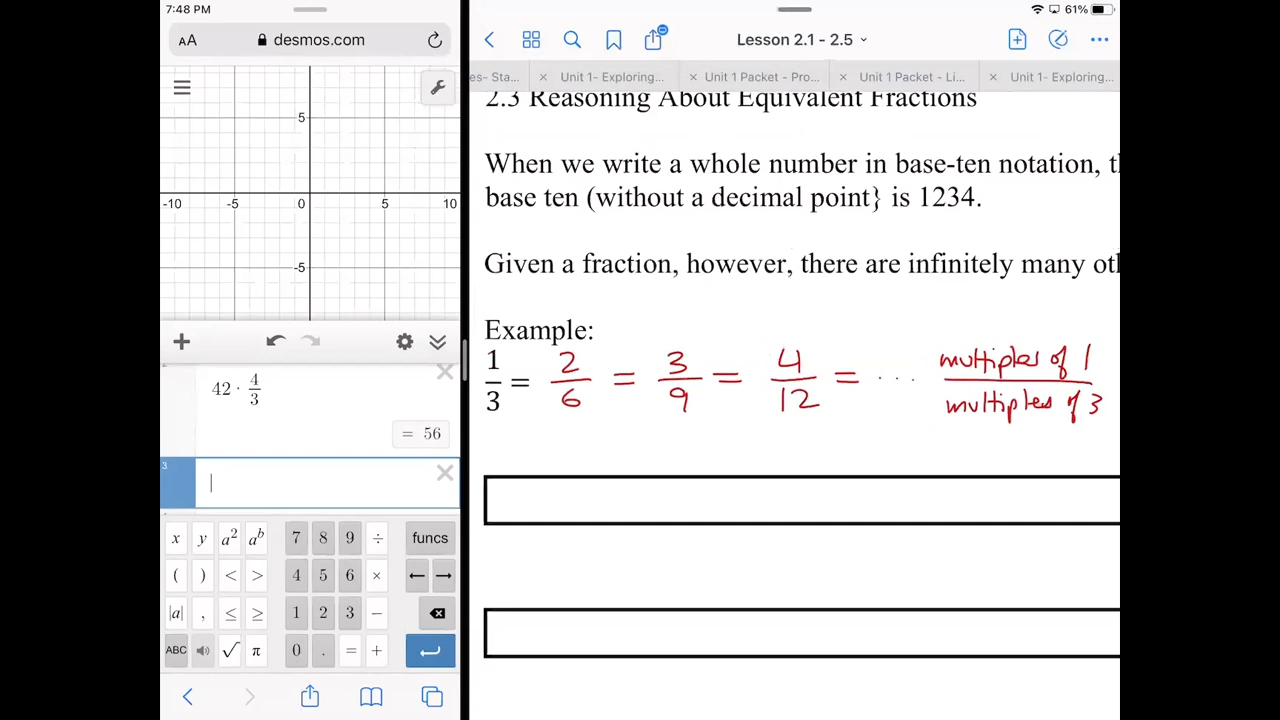 7:48 PM
61%
AA desmos.com
Lesson 2.1 - 2.5
es- Sta... × Unit 1- Exploring... × Unit 1 Packet - Pro... × Unit 1 Packet - Li... × Unit 1- Exploring...
5
-10 -5 0 5 10
-5
42 · 4/3
= 56
3
x y a² aᵇ 7 8 9 ÷ funcs
( ) < > 4 5 6 × ← →
|a| , ≤ ≥ 1 2 3 −
ABC √ π 0 . = +
2.3 Reasoning About Equivalent Fractions
When we write a whole number in base-ten notation, th
base ten (without a decimal point} is 1234.
Given a fraction, however, there are infinitely many oth
Example:
1/3 = 2/6 = 3/9 = 4/12 = ... multiples of 1 / multiples of 3